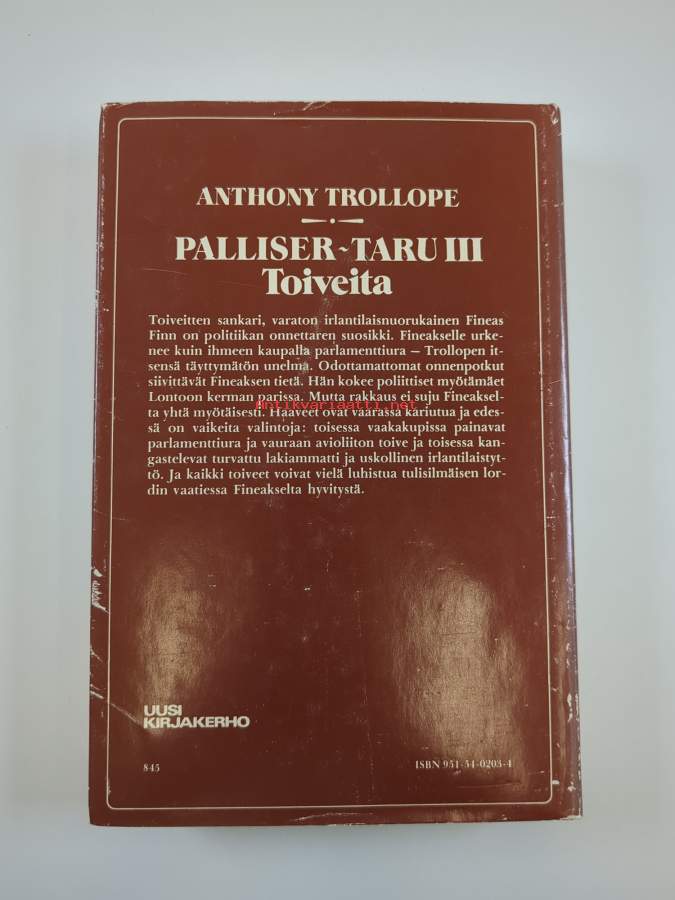 ANTHONY TROLLOPE
PALLISER~TARU III
Toiveita
Toiveitten sankari, varaton irlantilaisnuorukainen Fineas
Finn on politiikan onnettaren suosikki. Fineakselle urke-
nee kuin ihmeen kaupalla parlamenttiura – Trollopen it-
sensä täyttymätön unelma. Odottamattomat onnenpotkut
siivittävät Fineaksen tietä. Hän kokee poliittiset myötämäet
Lontoon kerman parissa. Mutta rakkaus ei suju Fineaksel-
Antikvariaatti.net
ta yhtä myötäisesti. Haaveet ovat vaarassa kariutua ja edes-
sä on vaikeita valintoja: toisessa vaakakupissa painavat
parlamenttiura ja vauraan avioliiton toive ja toisessa kan-
gastelevat turvattu lakiammatti ja uskollinen irlantilaistyt-
tö. Ja kaikki toiveet voivat vielä luhistua tulisilmäisen lor-
din vaatiessa Fineakselta hyvitystä.
UUSI
KIRJAKERHO
845
ISBN 951-54-0203-4